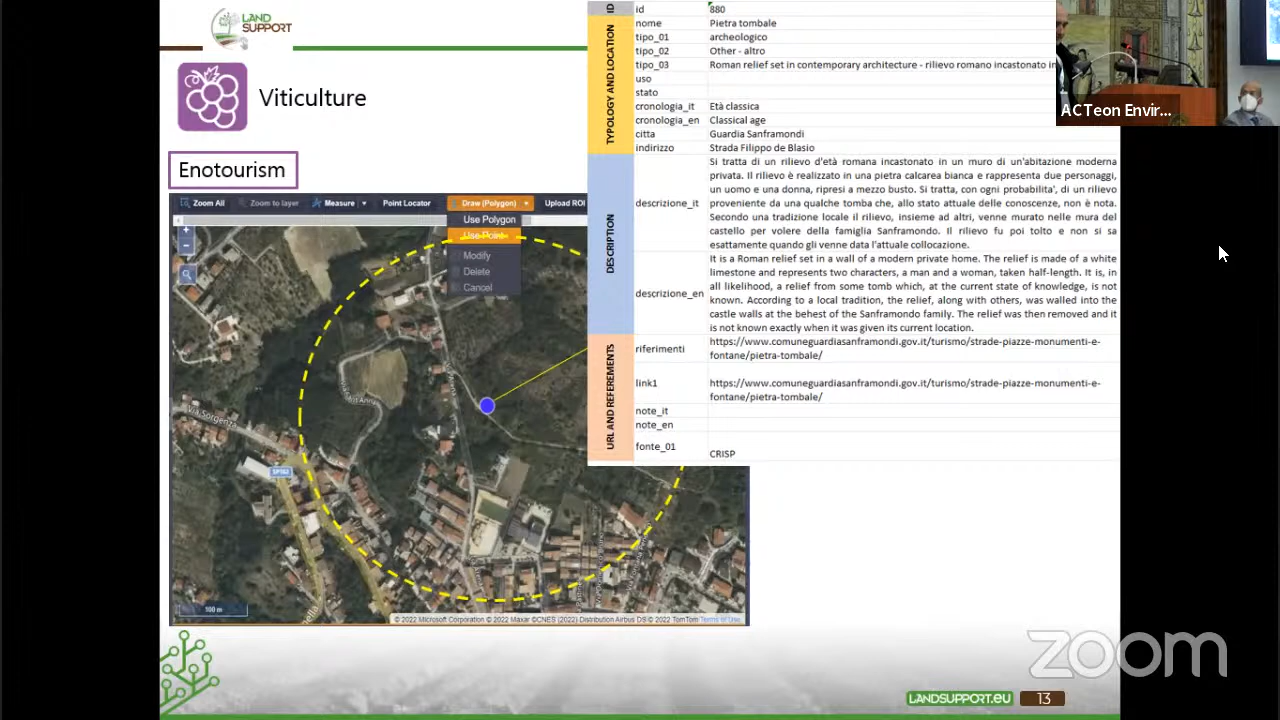 LAND
SUPPORT
Viticulture
Enotourism
Zoom All
Zoom to layer
Measure
Point Locator
Draw (Polygon)
Upload ROI
Use Polygon
Use Point
Modify
Delete
Cancel
Via Sorgenza
100 m
© 2022 Microsoft Corporation © 2022 Maxar ©CNES (2022) Distribution Airbus DS © 2022 TomTom Terms of Use
ID
id 880
TYPOLOGY AND LOCATION
nome Pietra tombale
tipo_01 archeologico
tipo_02 Other - altro
tipo_03 Roman relief set in contemporary architecture - rilievo romano incastonato in
uso
stato
cronologia_it Età classica
cronologia_en Classical age
citta Guardia Sanframondi
indirizzo Strada Filippo de Blasio
DESCRIPTION
descrizione_it
Si tratta di un rilievo d'età romana incastonato in un muro di un'abitazione moderna
privata. Il rilievo è realizzato in una pietra calcarea bianca e rappresenta due personaggi,
un uomo e una donna, ripresi a mezzo busto. Si tratta, con ogni probabilita', di un rilievo
proveniente da una qualche tomba che, allo stato attuale delle conoscenze, non è nota.
Secondo una tradizione locale il rilievo, insieme ad altri, venne murato nelle mura del
castello per volere della famiglia Sanframondo. Il rilievo fu poi tolto e non si sa
esattamente quando gli venne data l'attuale collocazione.
descrizione_en
It is a Roman relief set in a wall of a modern private home. The relief is made of a white
limestone and represents two characters, a man and a woman, taken half-length. It is, in
all likelihood, a relief from some tomb which, at the current state of knowledge, is not
known. According to a local tradition, the relief, along with others, was walled into the
castle walls at the behest of the Sanframondo family. The relief was then removed and it
is not known exactly when it was given its current location.
URL AND REFEREMENTS
riferimenti
https://www.comuneguardiasanframondi.gov.it/turismo/strade-piazze-monumenti-e-
fontane/pietra-tombale/
link1
https://www.comuneguardiasanframondi.gov.it/turismo/strade-piazze-monumenti-e-
fontane/pietra-tombale/
note_it
note_en
fonte_01
CRISP
ACTeon Envir...
zoom
LANDSUPPORT.EU
13